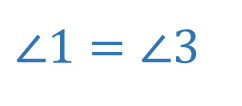 ∠1 = ∠3